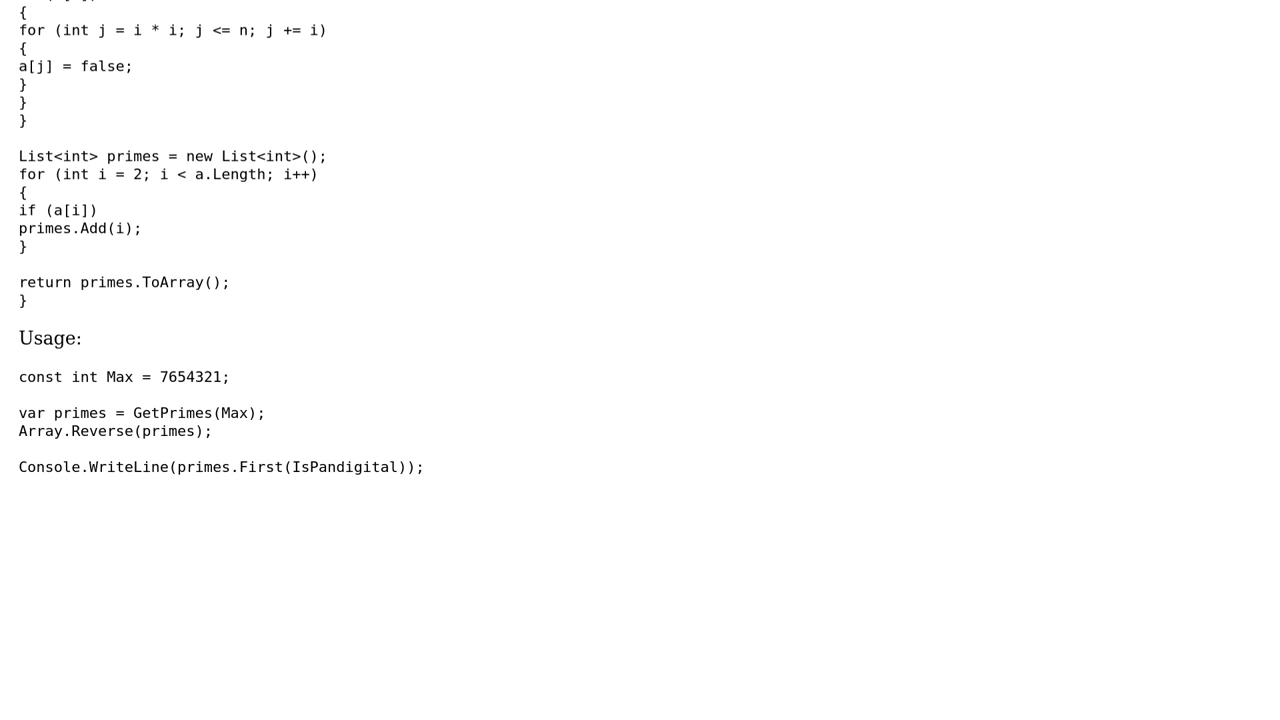 {
for (int j = i * i; j <= n; j += i)
{
a[j] = false;
}
}
}
List<int> primes = new List<int>();
for (int i = 2; i < a.Length; i++)
{
if (a[i])
primes.Add(i);
}
return primes.ToArray();
}
Usage:
const int Max = 7654321;
var primes = GetPrimes(Max);
Array.Reverse(primes);
Console.WriteLine(primes.First(IsPandigital));